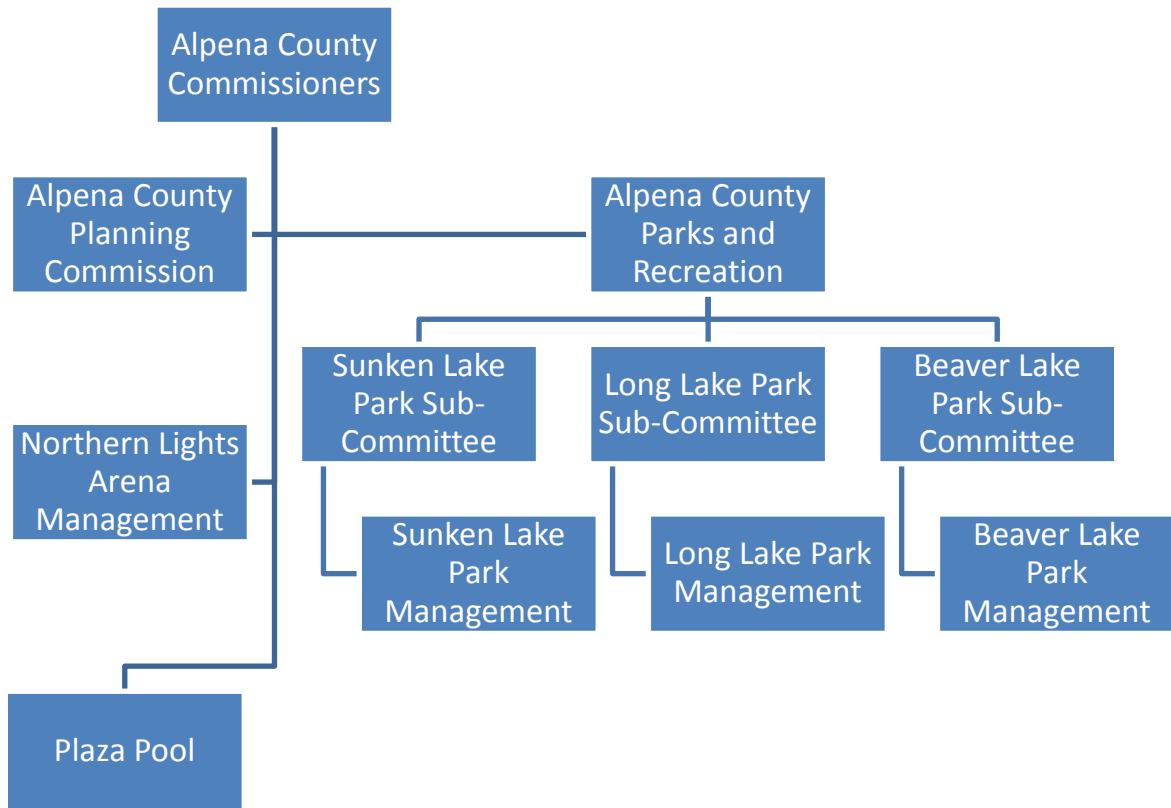 Alpena County
Commissioners
Alpena County
Planning
Commission
Alpena County
Parks and
Recreation
Sunken Lake
Park Sub-
Committee
Long Lake Park
Sub-Committee
Beaver Lake
Park Sub-
Committee
Northern Lights
Arena
Management
Sunken Lake
Park
Management
Long Lake Park
Management
Beaver Lake
Park
Management
Plaza Pool